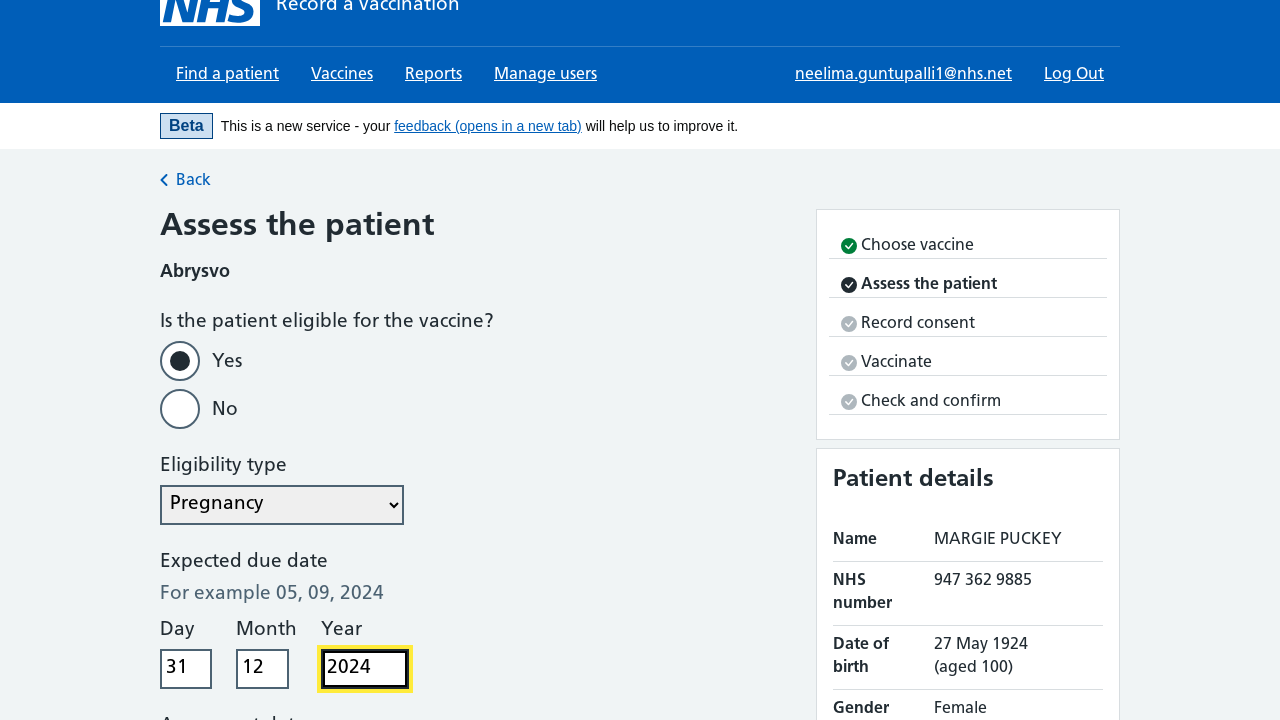 NHS Record a vaccination
Find a patient Vaccines Reports Manage users neelima.guntupalli1@nhs.net Log Out
Beta This is a new service - your feedback (opens in a new tab) will help us to improve it.
Back
Assess the patient
Abrysvo
Is the patient eligible for the vaccine?
Yes
No
Eligibility type
Pregnancy
Expected due date
For example 05, 09, 2024
Day Month Year
31 12 2024
Choose vaccine
Assess the patient
Record consent
Vaccinate
Check and confirm
Patient details
Name MARGIE PUCKEY
NHS 947 362 9885
number
Date of 27 May 1924
birth (aged 100)
Gender Female